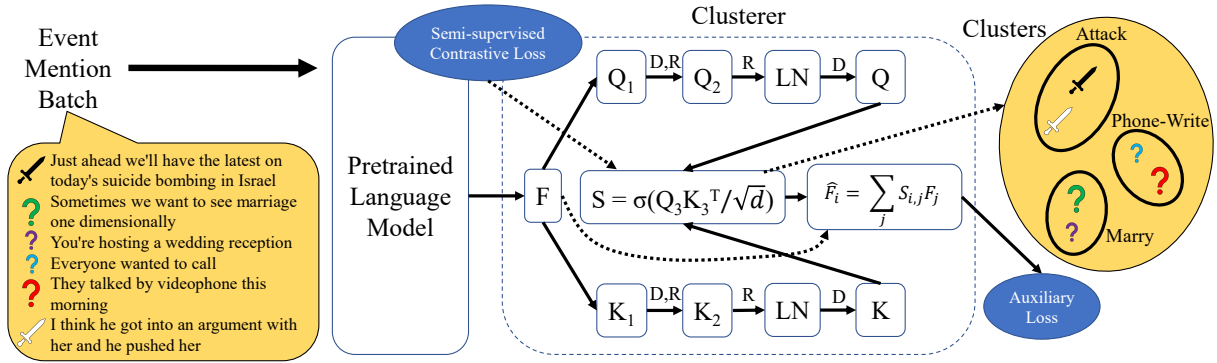 Event
Mention
Batch
Just ahead we'll have the latest on
today's suicide bombing in Israel
Sometimes we want to see marriage
one dimensionally
You're hosting a wedding reception
Everyone wanted to call
They talked by videophone this
morning
I think he got into an argument with
her and he pushed her
Pretrained
Language
Model
Semi-supervised
Contrastive Loss
Clusterer
Q₁ D,R Q₂ R LN D Q
F
S = σ(Q₃K₃ᵀ/√d)
F̂ᵢ = ∑ⱼ Sᵢ,ⱼFⱼ
K₁ D,R K₂ R LN D K
Clusters
Attack
Phone-Write
Marry
Auxiliary
Loss